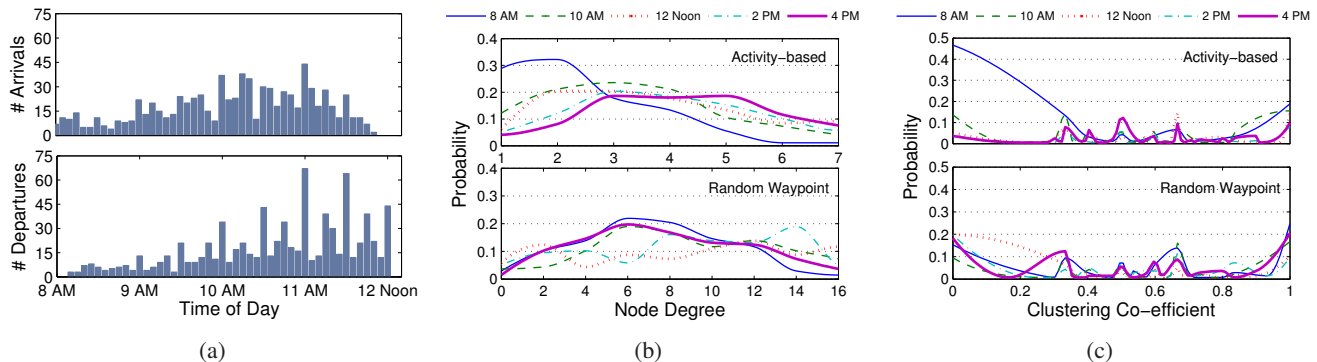 75
60
45
30
15
0
# Arrivals
75
60
45
30
15
0
# Departures
8 AM 9 AM 10 AM 11 AM 12 Noon
Time of Day
(a)
8 AM 10 AM 12 Noon 2 PM 4 PM
0.4
0.3
0.2
0.1
0
Activity-based
1 2 3 4 5 6 7
Probability
0.4
0.3
0.2
0.1
0
Random Waypoint
0 2 4 6 8 10 12 14 16
Node Degree
(b)
8 AM 10 AM 12 Noon 2 PM 4 PM
0.5
0.4
0.3
0.2
0.1
0
Activity-based
Probability
0.5
0.4
0.3
0.2
0.1
0
Random Waypoint
0 0.2 0.4 0.6 0.8 1
Clustering Co-efficient
(c)